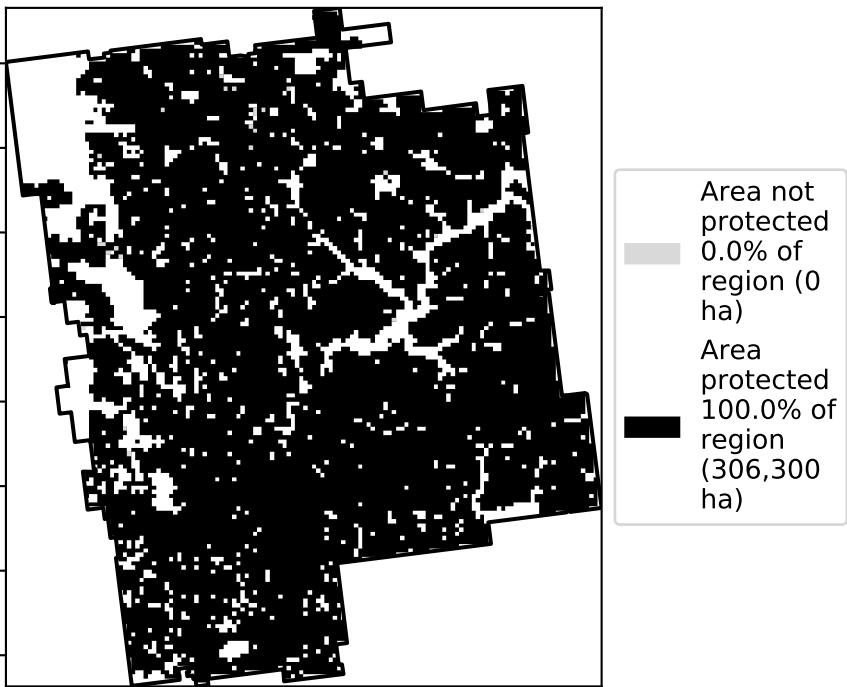 Area not
protected
0.0% of
region (0
ha)
Area
protected
100.0% of
region
(306,300
ha)